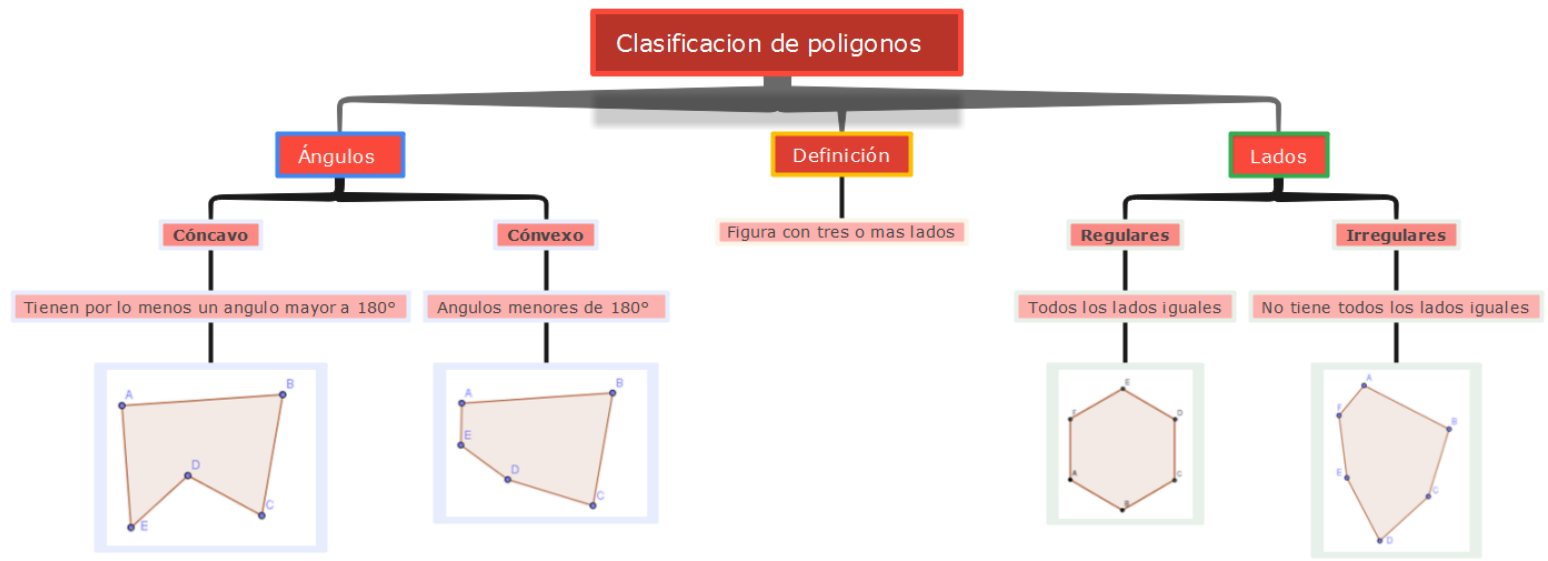 Clasificacion de poligonos
Ángulos
Definición
Lados
Cóncavo
Cónvexo
Figura con tres o mas lados
Regulares
Irregulares
Tienen por lo menos un angulo mayor a 180°
Angulos menores de 180°
Todos los lados iguales
No tiene todos los lados iguales
A
B
D
C
E
A
B
E
D
C
E
F
D
A
C
B
A
F
B
E
C
D